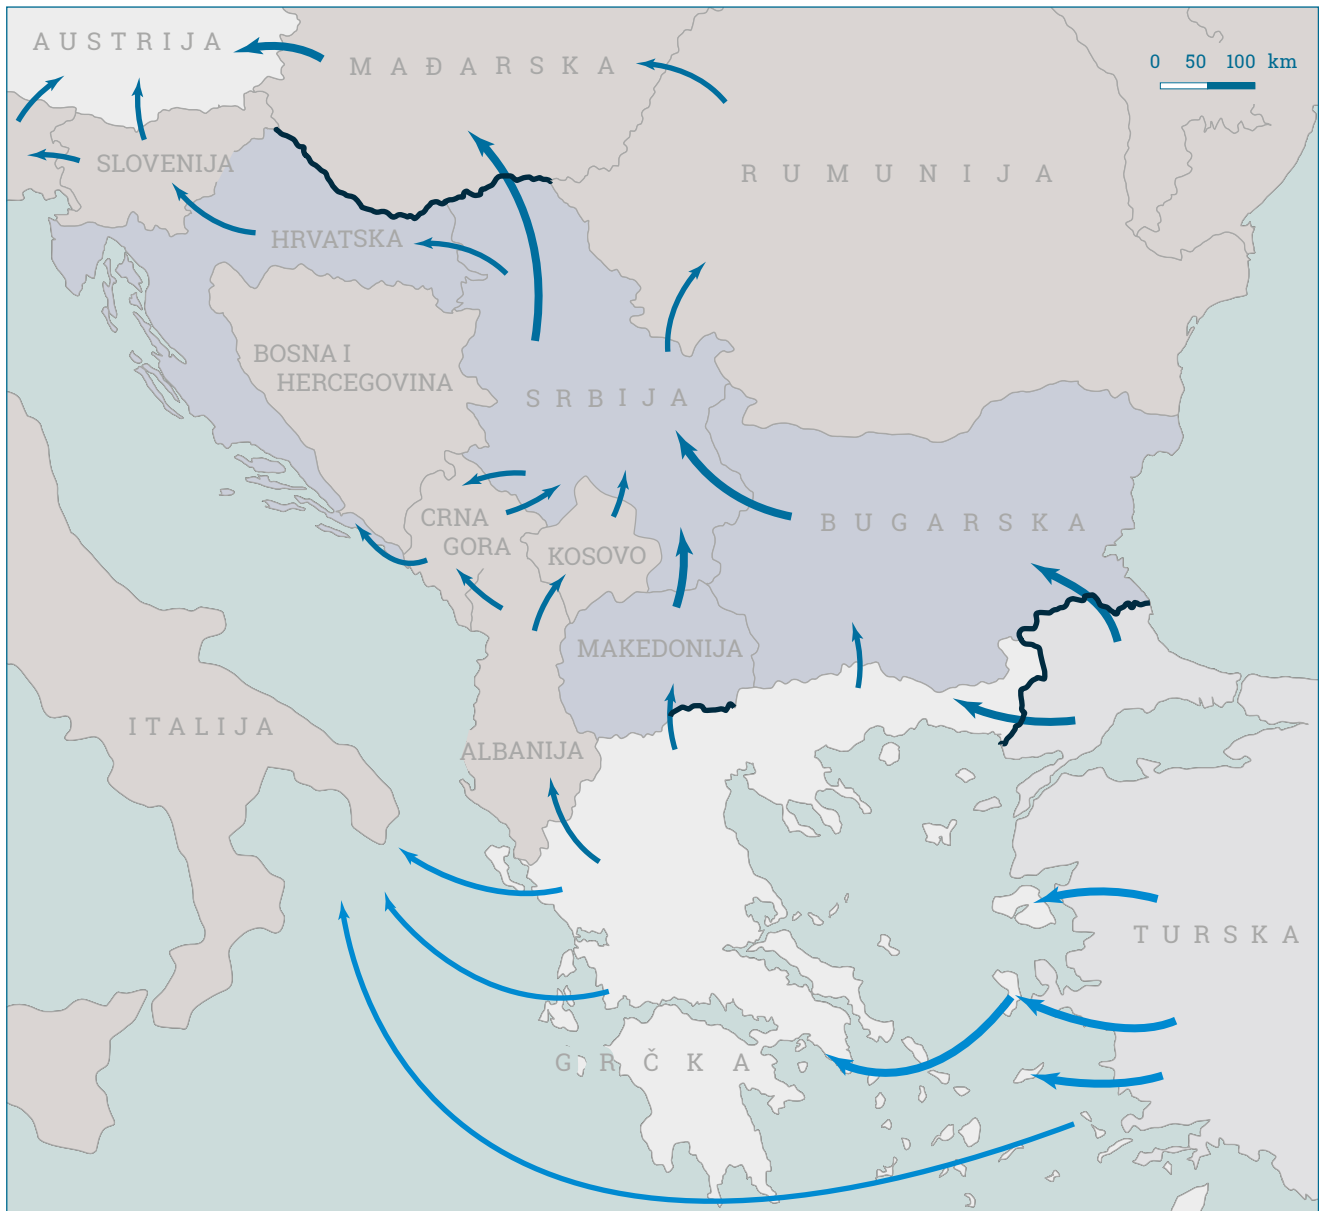 AUSTRIJA
MAĐARSKA
0 50 100 km
SLOVENIJA
RUMUNIJA
HRVATSKA
BOSNA I
HERCEGOVINA
SRBIJA
CRNA
GORA
KOSOVO
BUGARSKA
MAKEDONIJA
ITALIJA
ALBANIJA
TURSKA
GRČKA